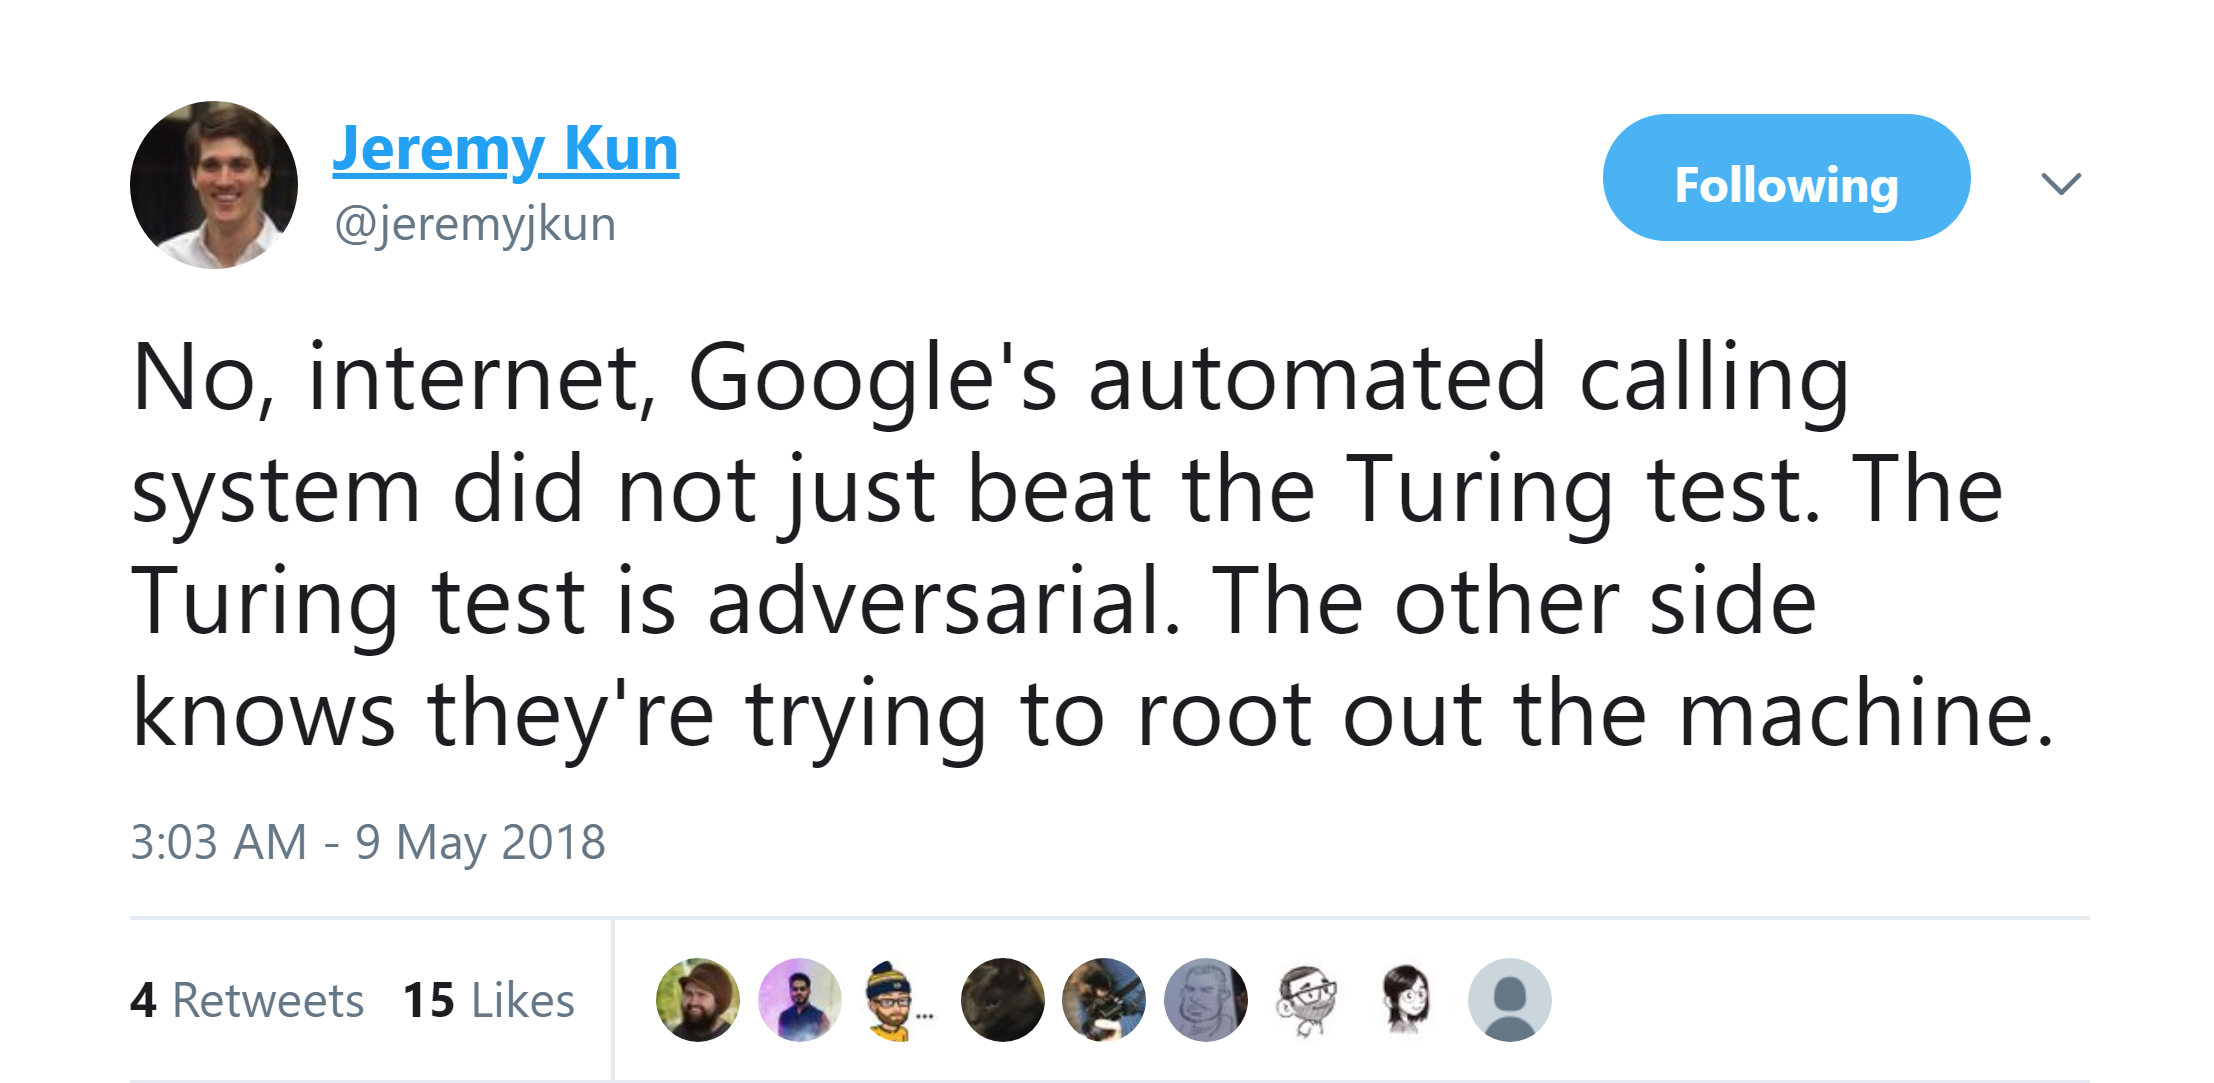 Jeremy Kun
@jeremyjkun
Following
No, internet, Google's automated calling
system did not just beat the Turing test. The
Turing test is adversarial. The other side
knows they're trying to root out the machine.
3:03 AM - 9 May 2018
4 Retweets 15 Likes